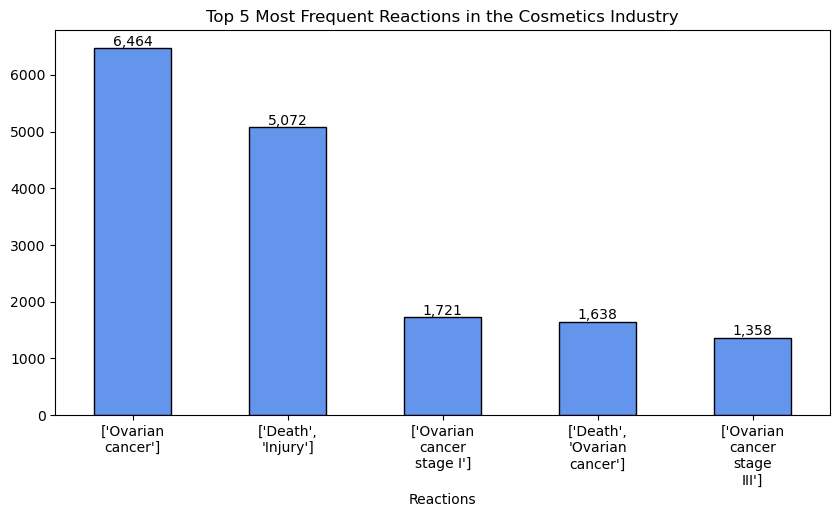 Top 5 Most Frequent Reactions in the Cosmetics Industry
6,464
5,072
1,721
1,638
1,358
6000
5000
4000
3000
2000
1000
0
['Ovarian
cancer']
['Death',
'Injury']
['Ovarian
cancer
stage I']
['Death',
'Ovarian
cancer']
['Ovarian
cancer
stage
III']
Reactions